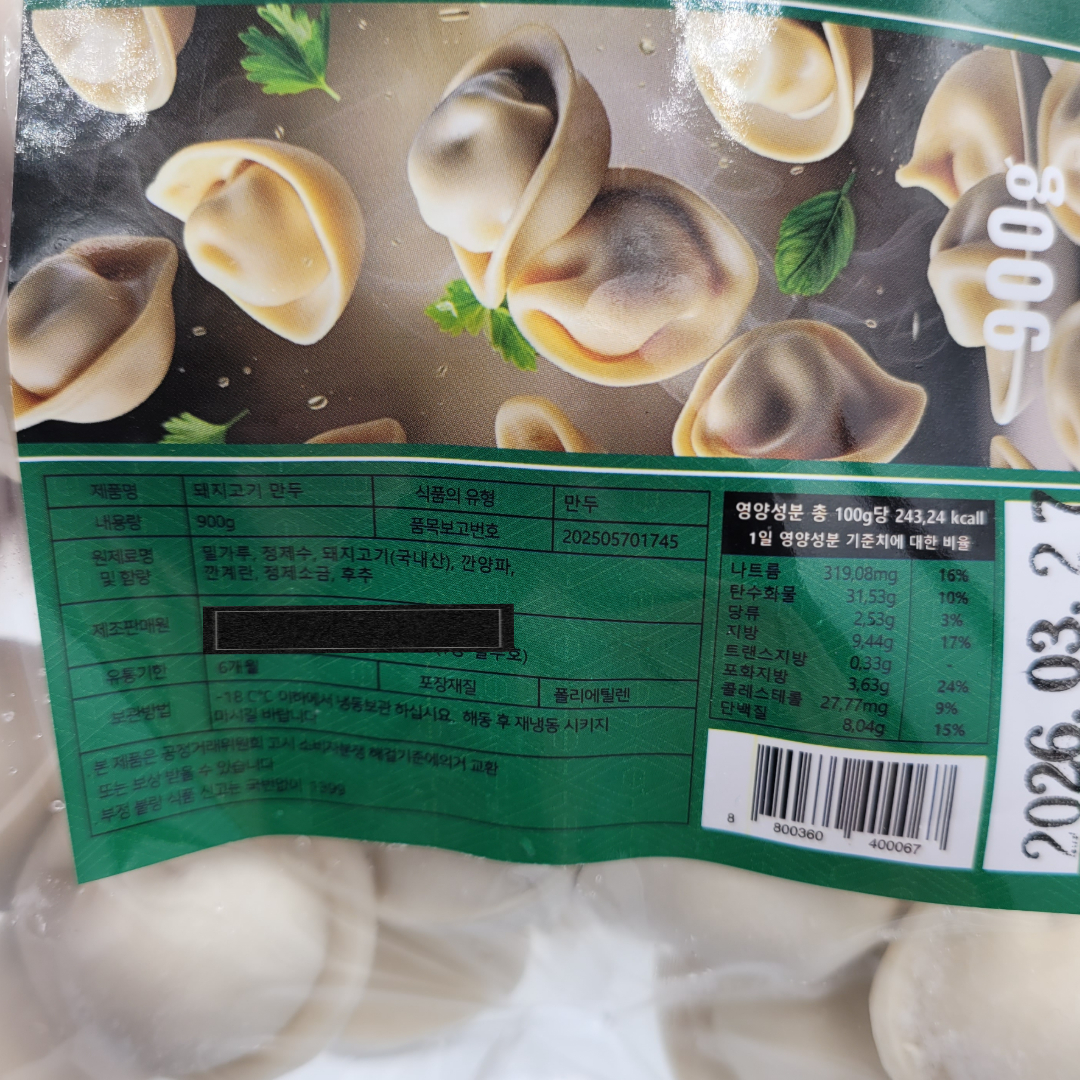 900g
제품명 돼지고기 만두 식품의 유형 만두
내용량 900g 품목보고번호 202505701745
원재료명 및 함량 밀가루, 정제수, 돼지고기(국내산), 깐양파,
깐계란, 정제소금, 후추
제조판매원
유통기한 6개월 포장재질 폴리에틸렌
보관방법 -18 C°C 이하에서 냉동보관 하십시요. 해동 후 재냉동 시키지
마시길 바랍니다
본 제품은 공정거래위원회 고시 소비자분쟁 해결기준에의거 교환
또는 보상 받을 수 있습니다
부정 불량 식품 신고는 국번없이 1399
영양성분 총 100g당 243,24 kcall
1일 영양성분 기준치에 대한 비율
나트륨 319,08mg 16%
탄수화물 31,53g 10%
당류 2,53g 3%
지방 9,44g 17%
트랜스지방 0,33g -
포화지방 3,63g 24%
콜레스테롤 27,77mg 9%
단백질 8,04g 15%
8 800360 400067
2026. 03. 27